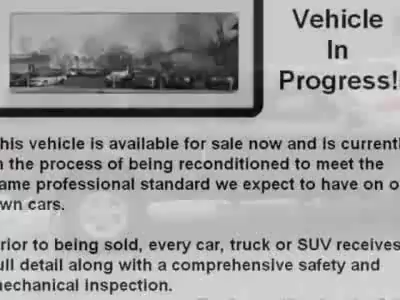 Vehicle
In
Progress!
his vehicle is available for sale now and is currentl
n the process of being reconditioned to meet the
ame professional standard we expect to have on o
wn cars.
rior to being sold, every car, truck or SUV receives
ull detail along with a comprehensive safety and
mechanical inspection.